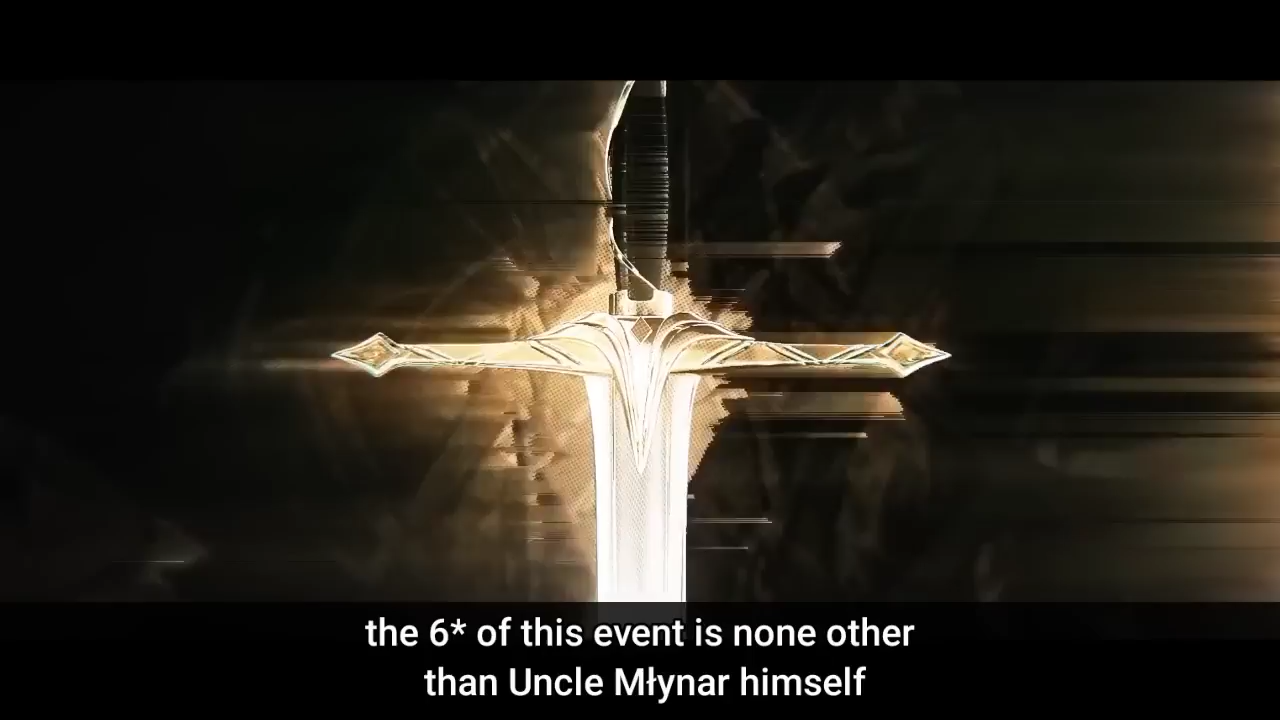 the 6* of this event is none other
than Uncle Młynar himself